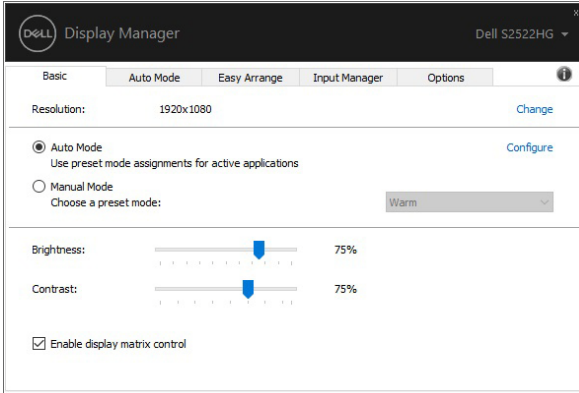 DELL Display Manager Dell S2522HG
Basic Auto Mode Easy Arrange Input Manager Options
Resolution: 1920x1080 Change
Auto Mode Configure
Use preset mode assignments for active applications
Manual Mode
Choose a preset mode: Warm
Brightness: 75%
Contrast: 75%
Enable display matrix control